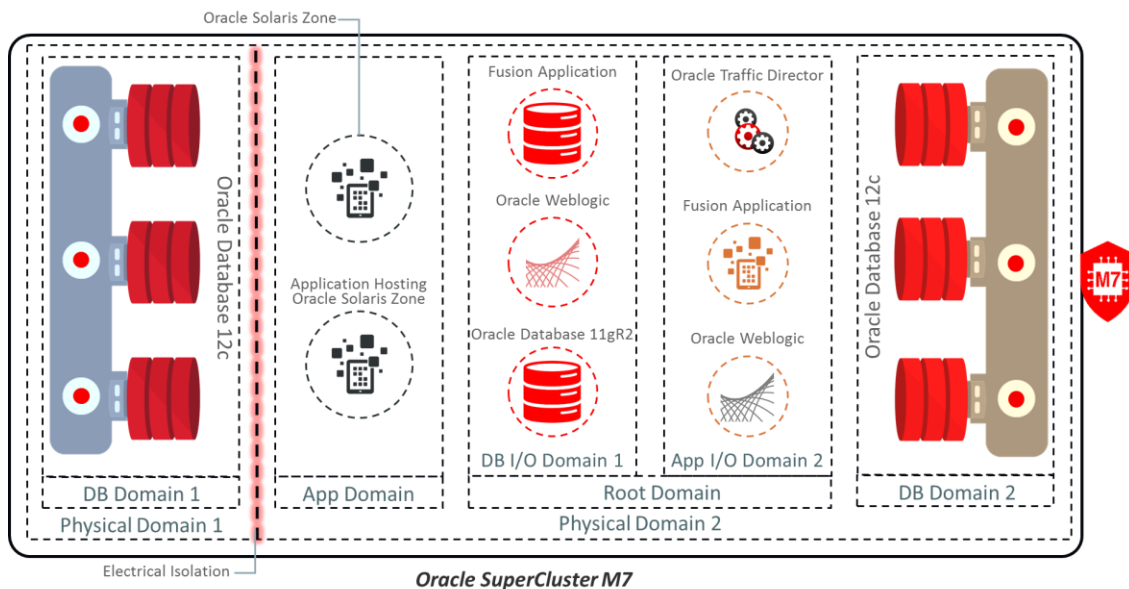 Oracle Solaris Zone
Fusion Application
Oracle Traffic Director
Oracle Database 12c
Oracle Weblogic
Fusion Application
Oracle Database 12c
M7
Application Hosting
Oracle Solaris Zone
Oracle Database 11gR2
Oracle Weblogic
DB I/O Domain 1
App I/O Domain 2
DB Domain 1
App Domain
Root Domain
DB Domain 2
Physical Domain 1
Physical Domain 2
Electrical Isolation
Oracle SuperCluster M7